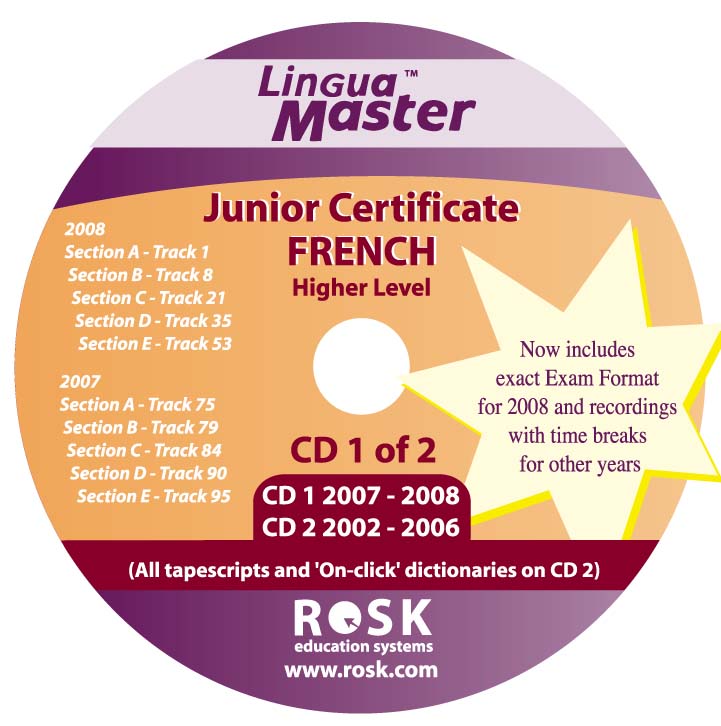 Lingua™
Master
Junior Certificate
FRENCH
Higher Level
2008
Section A - Track 1
Section B - Track 8
Section C - Track 21
Section D - Track 35
Section E - Track 53
2007
Section A - Track 75
Section B - Track 79
Section C - Track 84
Section D - Track 90
Section E - Track 95
Now includes
exact Exam Format
for 2008 and recordings
with time breaks
for other years
CD 1 of 2
CD 1 2007 - 2008
CD 2 2002 - 2006
(All tapescripts and 'On-click' dictionaries on CD 2)
ROSK
education systems
www.rosk.com